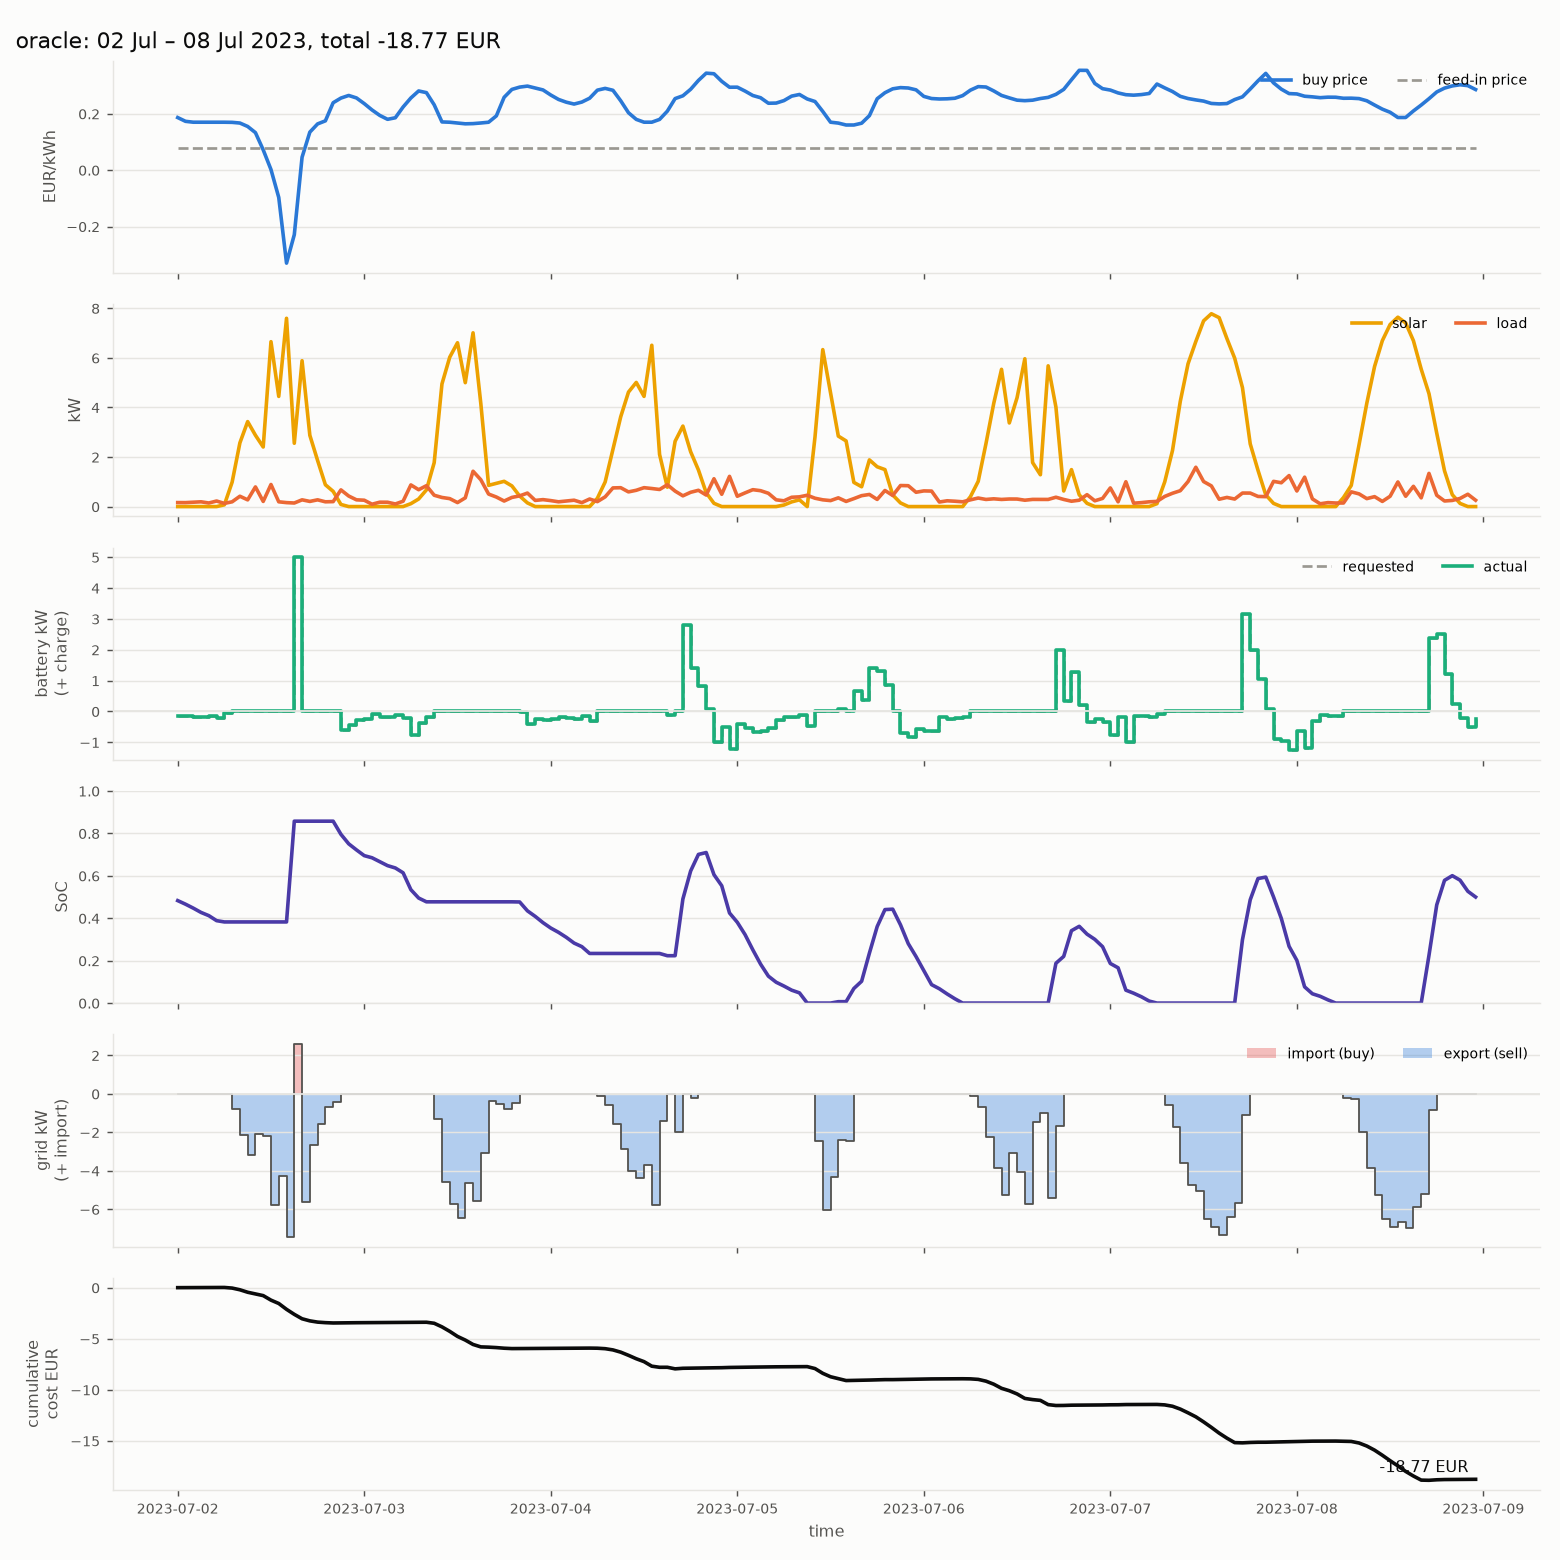 oracle: 02 Jul – 08 Jul 2023, total -18.77 EUR
buy price
feed-in price
EUR/kWh
0.2
0.0
−0.2
solar
load
kW
8
6
4
2
0
requested
actual
battery kW
(+ charge)
5
4
3
2
1
0
−1
SoC
1.0
0.8
0.6
0.4
0.2
0.0
import (buy)
export (sell)
grid kW
(+ import)
2
0
−2
−4
−6
cumulative
cost EUR
0
−5
−10
−15
-18.77 EUR
2023-07-02
2023-07-03
2023-07-04
2023-07-05
2023-07-06
2023-07-07
2023-07-08
2023-07-09
time